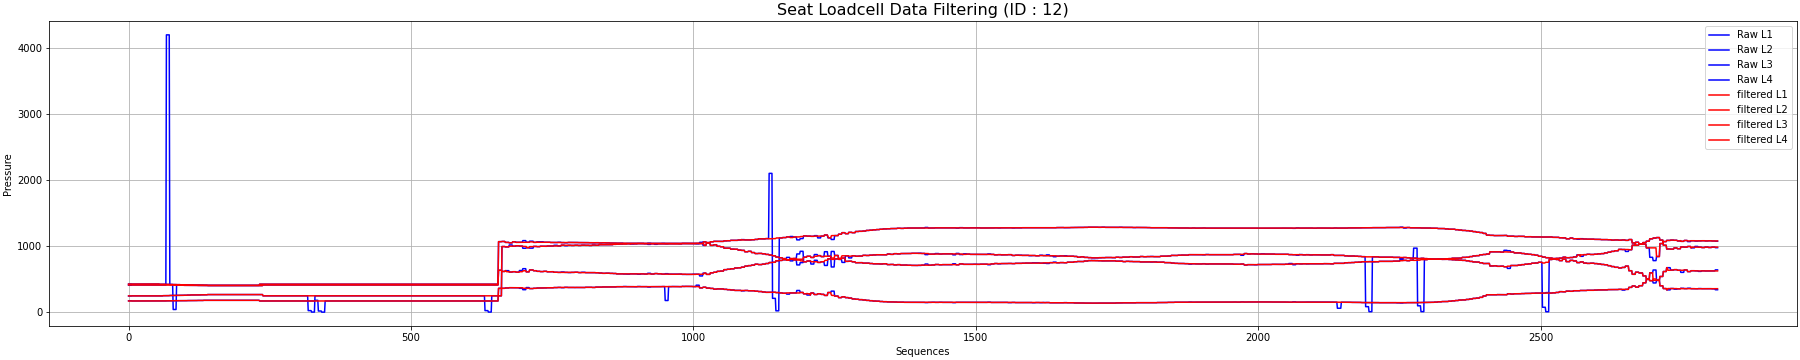 Seat Loadcell Data Filtering (ID : 12)
4000
3000
2000
1000
0
Pressure
Raw L1
Raw L2
Raw L3
Raw L4
filtered L1
filtered L2
filtered L3
filtered L4
0
500
1000
1500
2000
2500
Sequences